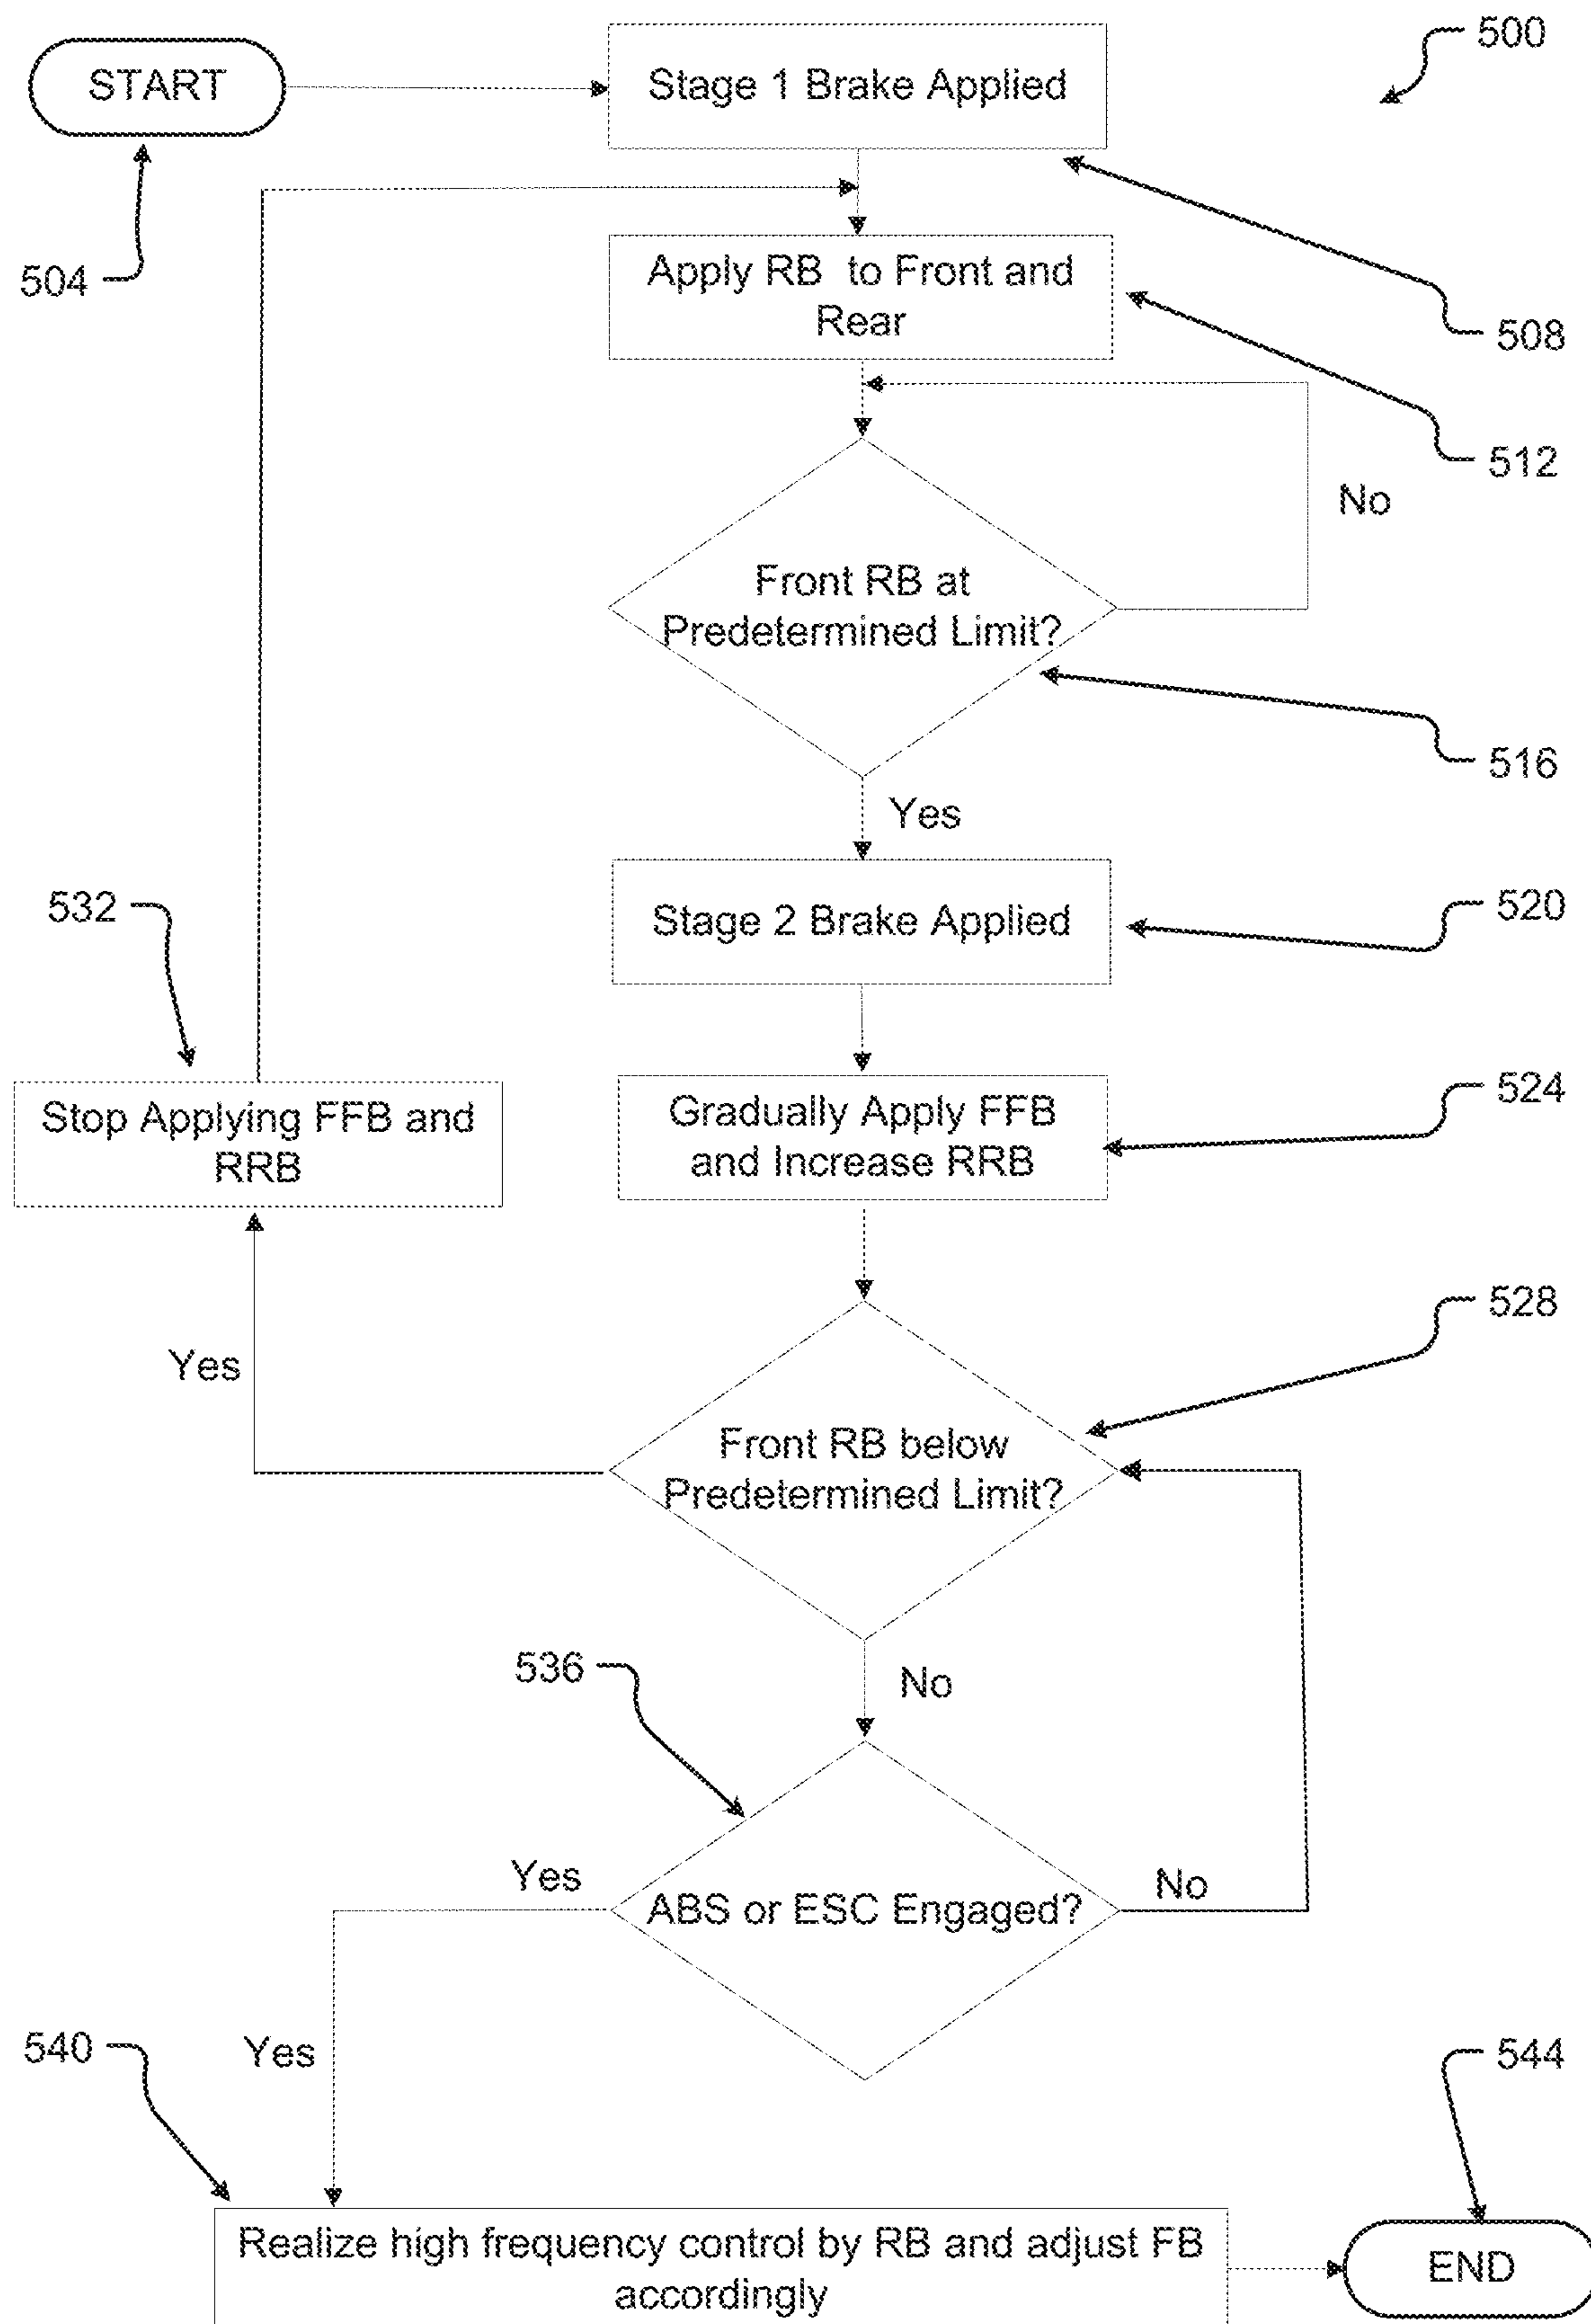 500
START
Stage 1 Brake Applied
504
Apply RB to Front and
Rear
508
512
No
Front RB at
Predetermined Limit?
516
Yes
532
Stage 2 Brake Applied
520
Stop Applying FFB and
RRB
Gradually Apply FFB
and Increase RRB
524
528
Yes
Front RB below
Predetermined Limit?
536
No
Yes
ABS or ESC Engaged?
No
540
Yes
544
Realize high frequency control by RB and adjust FB
accordingly
END